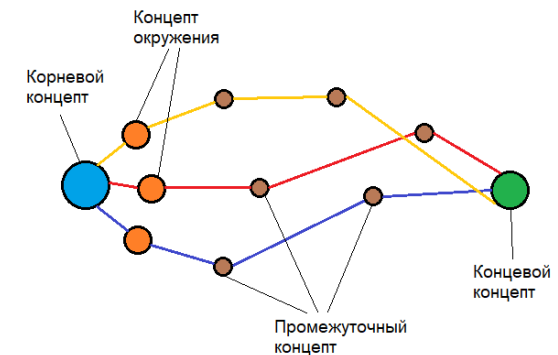 Концепт
окружения
Корневой
концепт
Концевой
концепт
Промежуточный
концепт